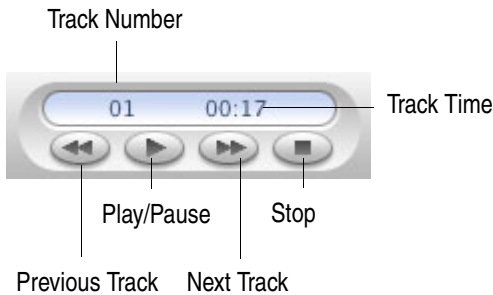 Track Number
01 00:17
Track Time
Play/Pause Stop
Previous Track Next Track